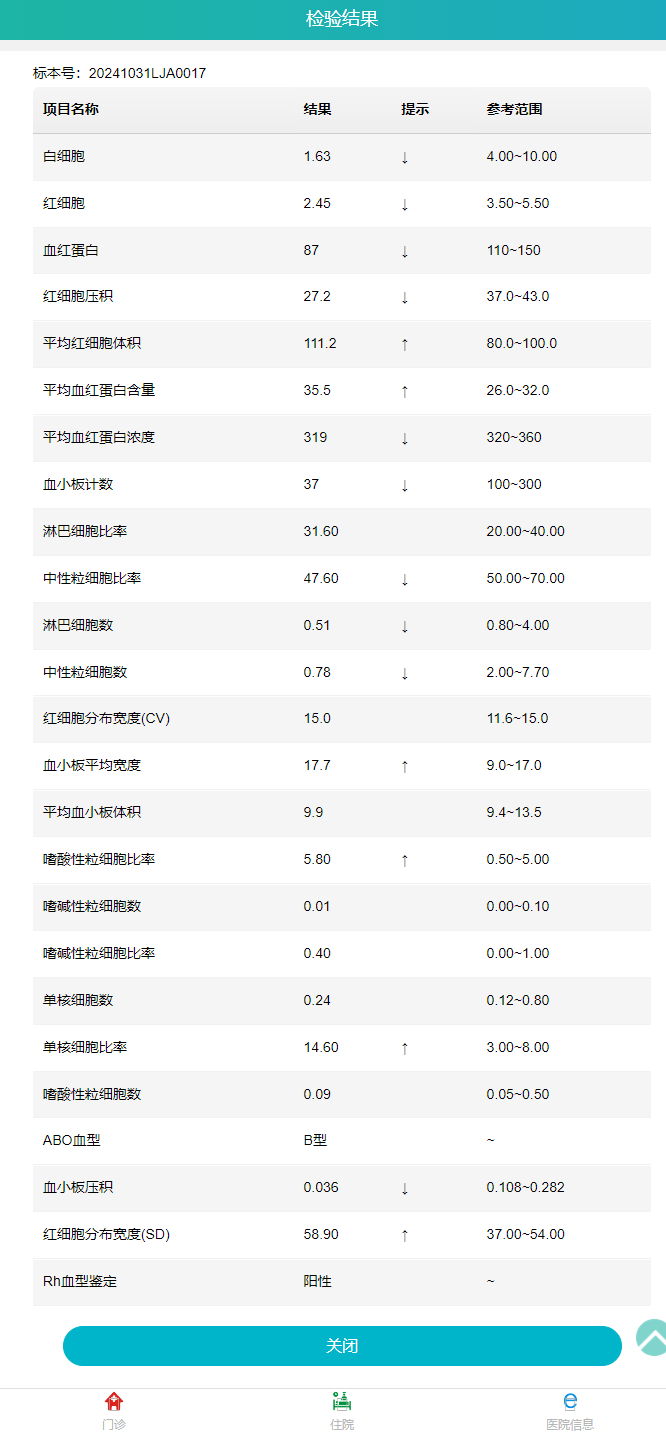 检验结果
标本号：20241031LJA0017
项目名称 结果 提示 参考范围
白细胞 1.63 ↓ 4.00~10.00
红细胞 2.45 ↓ 3.50~5.50
血红蛋白 87 ↓ 110~150
红细胞压积 27.2 ↓ 37.0~43.0
平均红细胞体积 111.2 ↑ 80.0~100.0
平均血红蛋白含量 35.5 ↑ 26.0~32.0
平均血红蛋白浓度 319 ↓ 320~360
血小板计数 37 ↓ 100~300
淋巴细胞比率 31.60 20.00~40.00
中性粒细胞比率 47.60 ↓ 50.00~70.00
淋巴细胞数 0.51 ↓ 0.80~4.00
中性粒细胞数 0.78 ↓ 2.00~7.70
红细胞分布宽度(CV) 15.0 11.6~15.0
血小板平均宽度 17.7 ↑ 9.0~17.0
平均血小板体积 9.9 9.4~13.5
嗜酸性粒细胞比率 5.80 ↑ 0.50~5.00
嗜碱性粒细胞数 0.01 0.00~0.10
嗜碱性粒细胞比率 0.40 0.00~1.00
单核细胞数 0.24 0.12~0.80
单核细胞比率 14.60 ↑ 3.00~8.00
嗜酸性粒细胞数 0.09 0.05~0.50
ABO血型 B型 ~
血小板压积 0.036 ↓ 0.108~0.282
红细胞分布宽度(SD) 58.90 ↑ 37.00~54.00
Rh血型鉴定 阳性 ~
关闭
门诊 住院 医院信息